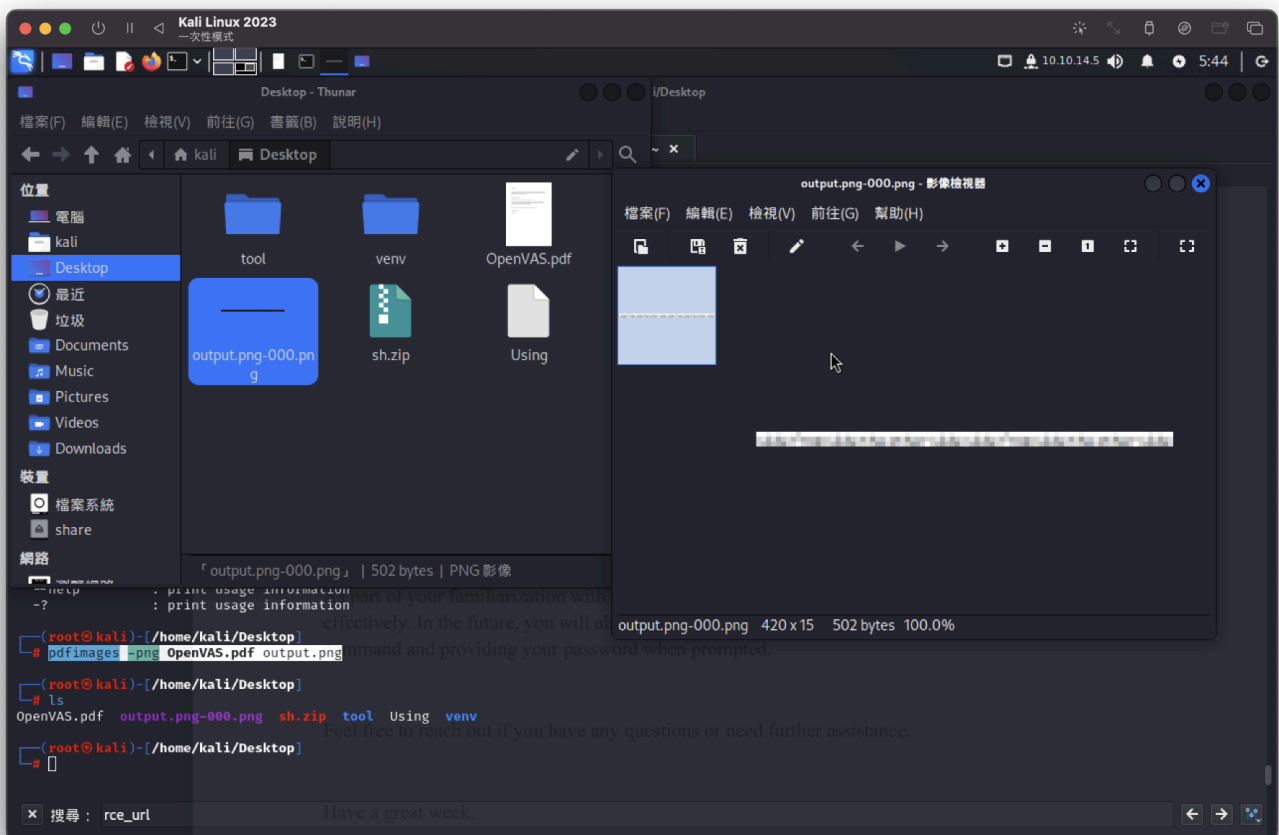 Kali Linux 2023
一次性模式
10.10.14.5
5:44
Desktop - Thunar
i/Desktop
檔案(F) 編輯(E) 檢視(V) 前往(G) 書籤(B) 說明(H)
kali
Desktop
~
位置
電腦
kali
Desktop
最近
垃圾
Documents
Music
Pictures
Videos
Downloads
裝置
檔案系統
share
網路
tool
venv
OpenVAS.pdf
output.png-000.pn
g
sh.zip
Using
「output.png-000.png」 | 502 bytes | PNG 影像
output.png-000.png - 影像檢視器
檔案(F) 編輯(E) 檢視(V) 前往(G) 幫助(H)
output.png-000.png 420 x 15 502 bytes 100.0%
--help : print usage information
-? : print usage information
┌──(root㉿kali)-[/home/kali/Desktop]
└─# pdfimages -png OpenVAS.pdf output.png
┌──(root㉿kali)-[/home/kali/Desktop]
└─# ls
OpenVAS.pdf output.png-000.png sh.zip tool Using venv
┌──(root㉿kali)-[/home/kali/Desktop]
└─#
part of your familiarization with
effectively. In the future, you will
mmand and providing your password when prompted.
Feel free to reach out if you have any questions or need further assistance.
Have a great week,
搜尋： rce_url